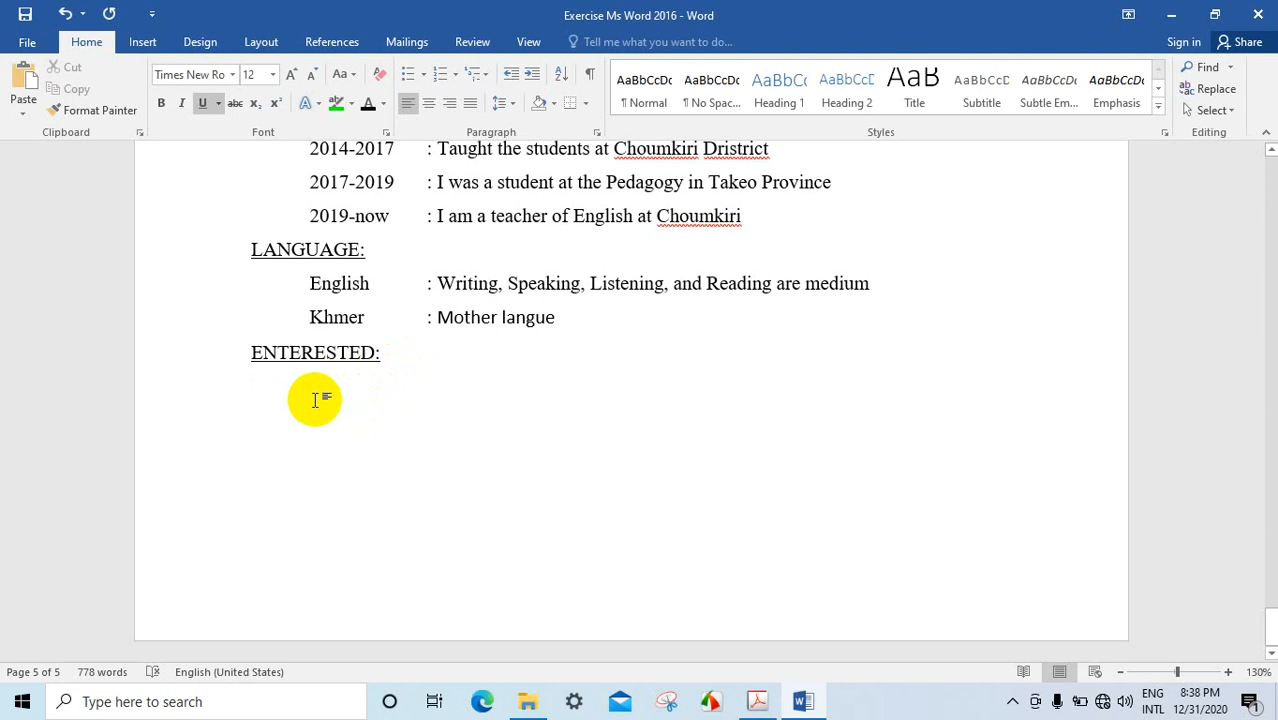 Exercise Ms Word 2016 - Word
File Home Insert Design Layout References Mailings Review View Tell me what you want to do... Sign in Share
Paste
Cut
Copy
Format Painter
Clipboard
Times New Ro 12
Font
Paragraph
AaBbCcDc AaBbCcDc AaBbCc AaBbCcD AaB AaBbCcD AaBbCcDc AaBbCcDc
¶ Normal ¶ No Spac... Heading 1 Heading 2 Title Subtitle Subtle Em... Emphasis
Styles
Find
Replace
Select
Editing
2014-2017 : Taught the students at Choumkiri Dristrict
2017-2019 : I was a student at the Pedagogy in Takeo Province
2019-now : I am a teacher of English at Choumkiri
LANGUAGE:
English : Writing, Speaking, Listening, and Reading are medium
Khmer : Mother langue
ENTERESTED:
Page 5 of 5 778 words English (United States) 130%
Type here to search
ENG
INTL
8:38 PM
12/31/2020